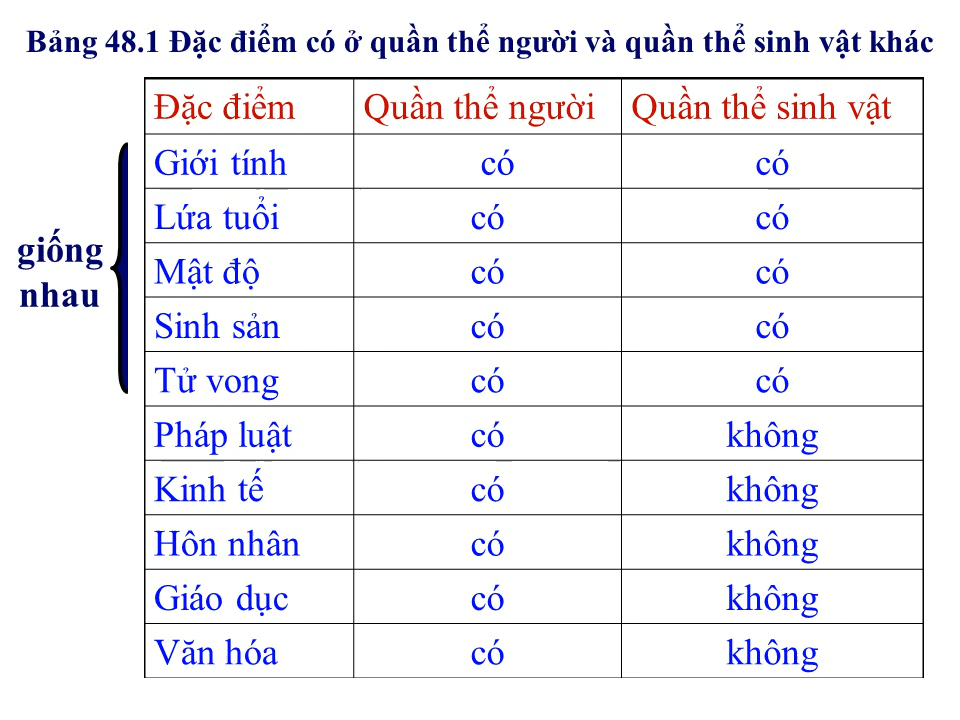 Bảng 48.1 Đặc điểm có ở quần thể người và quần thể sinh vật khác
Đặc điểm Quần thể người Quần thể sinh vật
Giới tính có có
Lứa tuổi có có
giống
nhau
Mật độ có có
Sinh sản có có
Tử vong có có
Pháp luật có không
Kinh tế có không
Hôn nhân có không
Giáo dục có không
Văn hóa có không